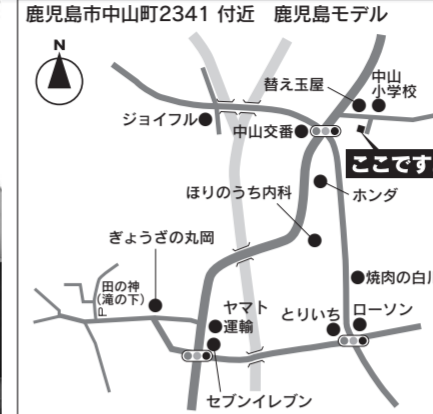 鹿児島市中山町2341 付近　鹿児島モデル
N
替え玉屋
中山
小学校
ジョイフル
中山交番
ここです
ほりのうち内科
ホンダ
ぎょうざの丸岡
田の神
(滝の下)
P
焼肉の白川
ヤマト
運輸
とりいち
ローソン
セブンイレブン